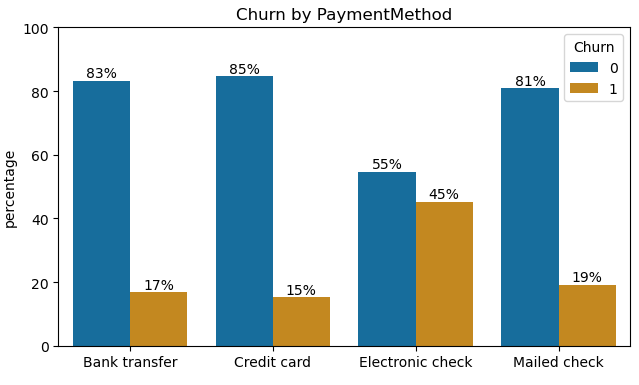 Churn by PaymentMethod
percentage
100
80
60
40
20
0
83%
17%
85%
15%
55%
45%
81%
19%
Churn
0
1
Bank transfer
Credit card
Electronic check
Mailed check